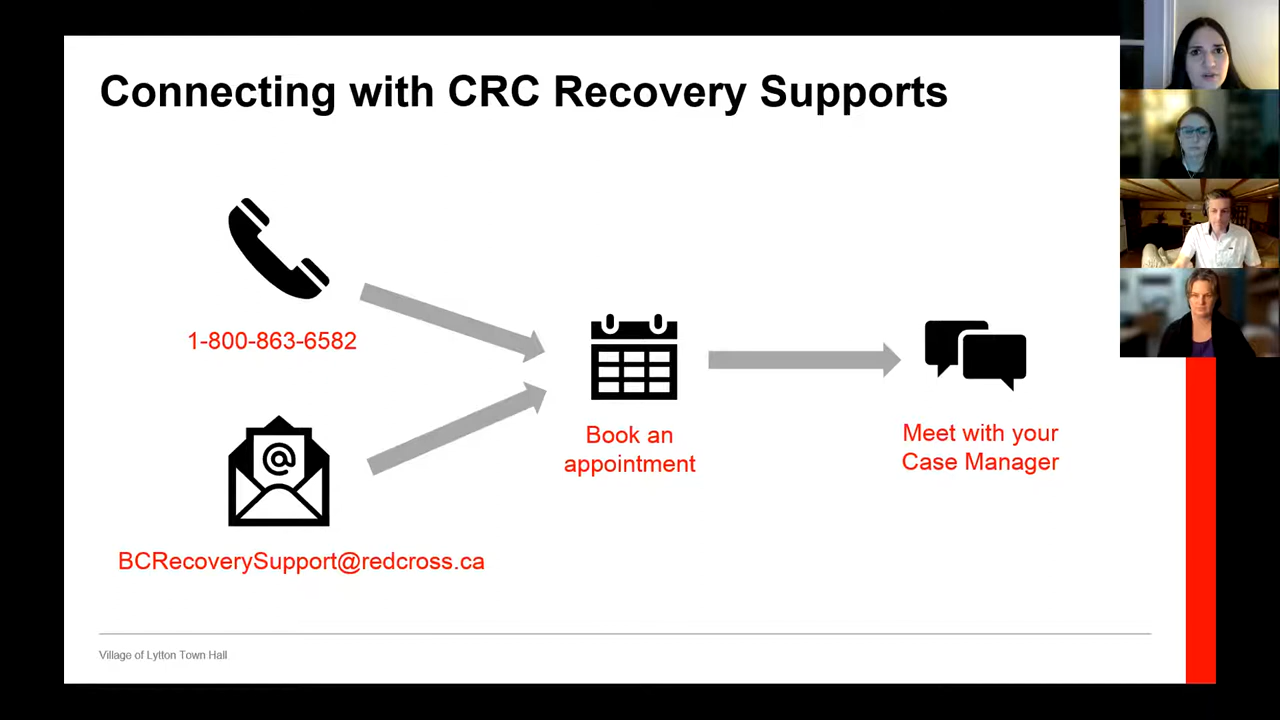 Connecting with CRC Recovery Supports
1-800-863-6582
BCRecoverySupport@redcross.ca
Book an
appointment
Meet with your
Case Manager
Village of Lytton Town Hall